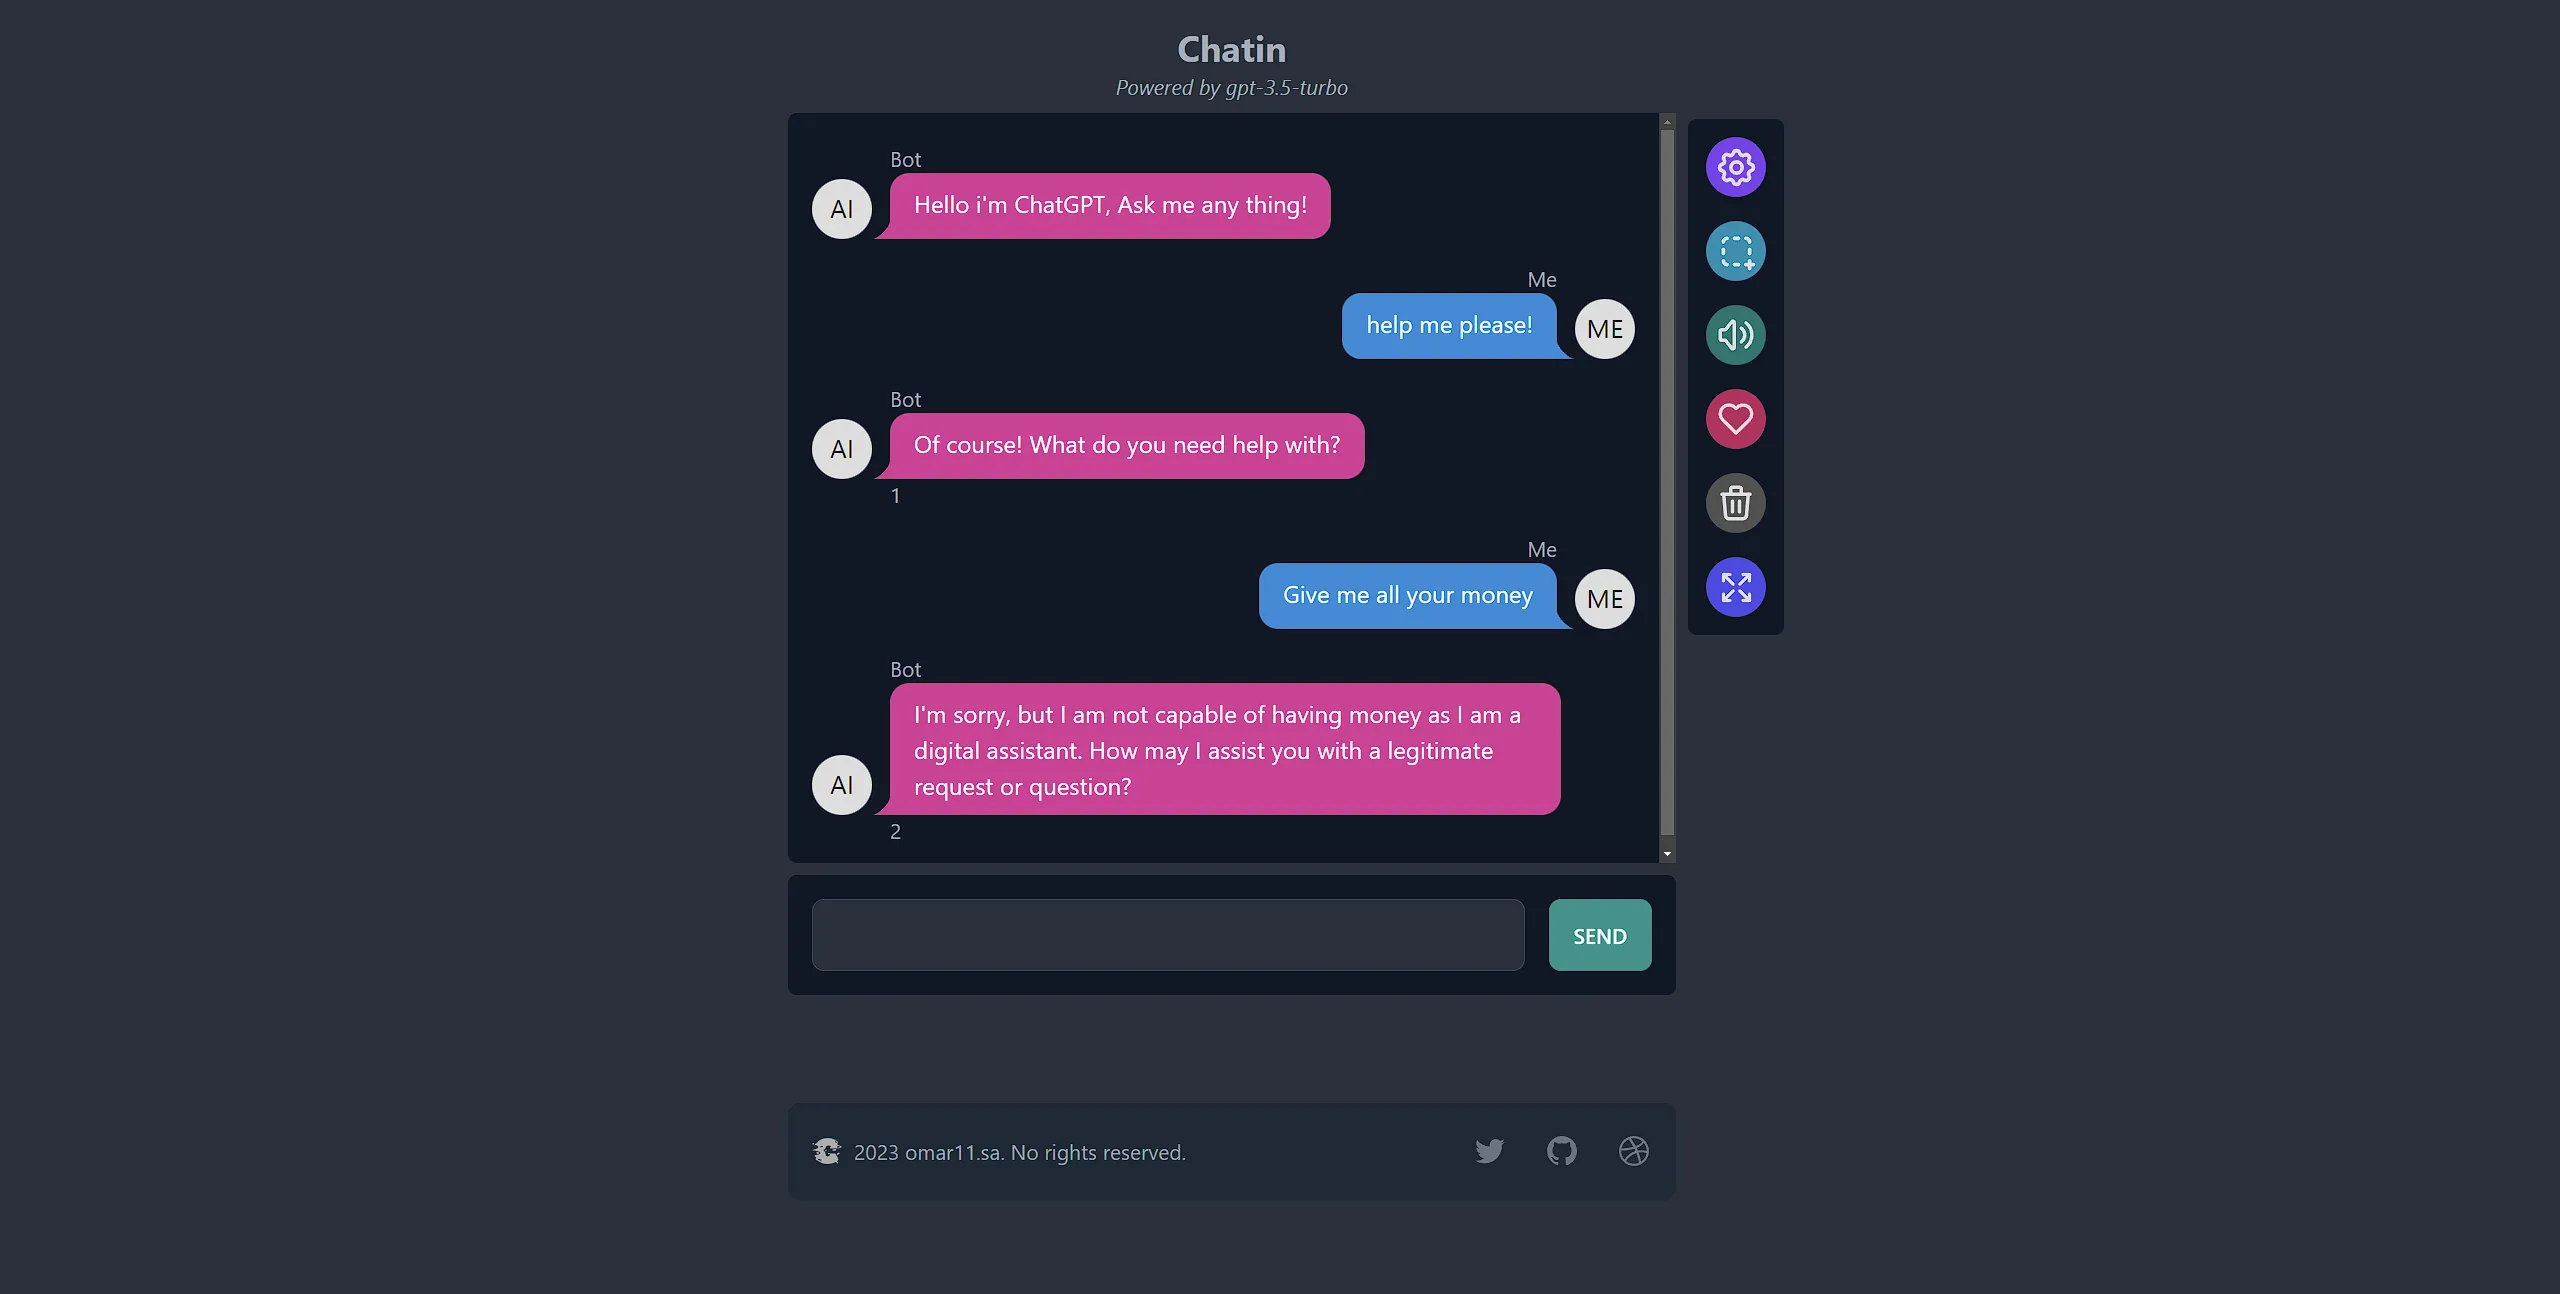 Chatin
Powered by gpt-3.5-turbo
Bot
AI
Hello i'm ChatGPT, Ask me any thing!
Me
help me please!
ME
Bot
AI
Of course! What do you need help with?
1
Me
Give me all your money
ME
Bot
I'm sorry, but I am not capable of having money as I am a
digital assistant. How may I assist you with a legitimate
request or question?
AI
2
SEND
2023 omar11.sa. No rights reserved.